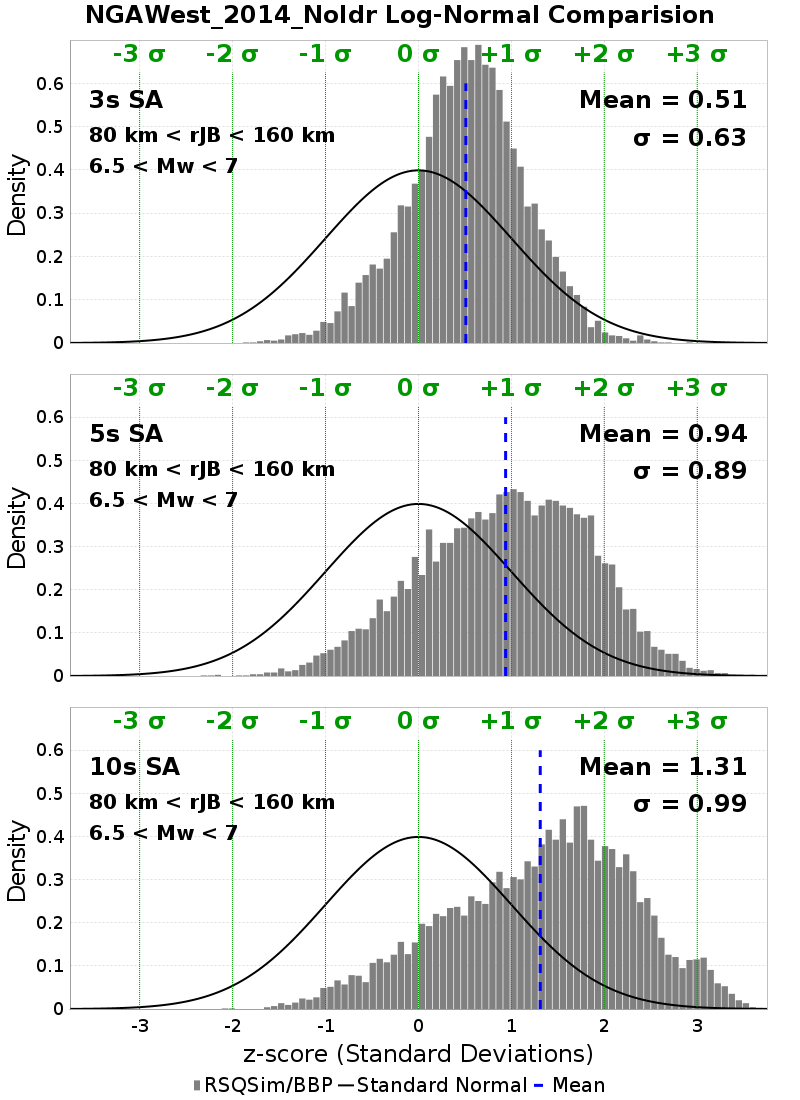 NGAWest_2014_NoIdr Log-Normal Comparision
-3 σ -2 σ -1 σ 0 σ +1 σ +2 σ +3 σ
3s SA Mean = 0.51
80 km < rJB < 160 km σ = 0.63
6.5 < Mw < 7
Density
0.6
0.5
0.4
0.3
0.2
0.1
0
-3 σ -2 σ -1 σ 0 σ +1 σ +2 σ +3 σ
5s SA Mean = 0.94
80 km < rJB < 160 km σ = 0.89
6.5 < Mw < 7
Density
0.6
0.5
0.4
0.3
0.2
0.1
0
-3 σ -2 σ -1 σ 0 σ +1 σ +2 σ +3 σ
10s SA Mean = 1.31
80 km < rJB < 160 km σ = 0.99
6.5 < Mw < 7
Density
0.6
0.5
0.4
0.3
0.2
0.1
0
-3 -2 -1 0 1 2 3
z-score (Standard Deviations)
RSQSim/BBP Standard Normal Mean